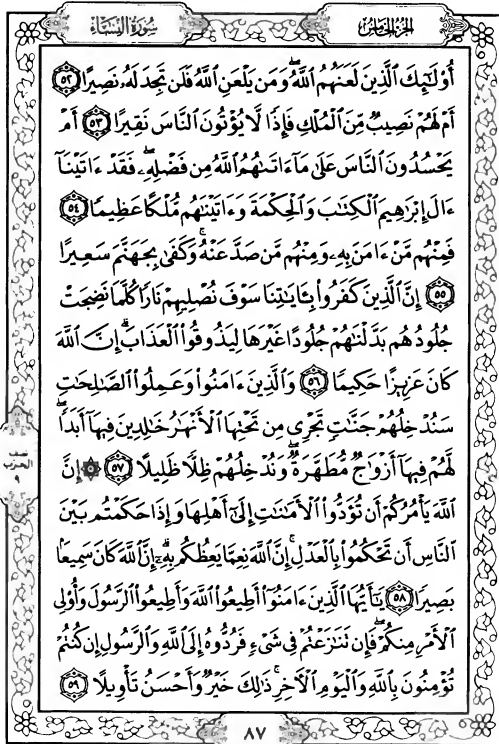 الجزء الخامس
سورة النساء
أُوْلَٰٓئِكَ ٱلَّذِينَ لَعَنَهُمُ ٱللَّهُۖ وَمَن يَلْعَنِ ٱللَّهُ فَلَن تَجِدَ لَهُۥ نَصِيرًا ٥٢
أَمْ لَهُمْ نَصِيبٌ مِّنَ ٱلْمُلْكِ فَإِذًا لَّا يُؤْتُونَ ٱلنَّاسَ نَقِيرًا ٥٣ أَمْ
يَحْسُدُونَ ٱلنَّاسَ عَلَىٰ مَآ ءَاتَىٰهُمُ ٱللَّهُ مِن فَضْلِهِۦۖ فَقَدْ ءَاتَيْنَآ
ءَالَ إِبْرَٰهِيمَ ٱلْكِتَٰبَ وَٱلْحِكْمَةَ وَءَاتَيْنَٰهُم مُّلْكًا عَظِيمًا ٥٤
فَمِنْهُم مَّنْ ءَامَنَ بِهِۦ وَمِنْهُم مَّن صَدَّ عَنْهُۚ وَكَفَىٰ بِجَهَنَّمَ سَعِيرًا
٥٥ إِنَّ ٱلَّذِينَ كَفَرُوا۟ بِـَٔايَٰتِنَا سَوْفَ نُصْلِيهِمْ نَارًا كُلَّمَا نَضِجَتْ
جُلُودُهُم بَدَّلْنَٰهُمْ جُلُودًا غَيْرَهَا لِيَذُوقُوا۟ ٱلْعَذَابَۗ إِنَّ ٱللَّهَ
كَانَ عَزِيزًا حَكِيمًا ٥٦ وَٱلَّذِينَ ءَامَنُوا۟ وَعَمِلُوا۟ ٱلصَّٰلِحَٰتِ
سَنُدْخِلُهُمْ جَنَّٰتٍ تَجْرِى مِن تَحْتِهَا ٱلْأَنْهَٰرُ خَٰلِدِينَ فِيهَآ أَبَدًاۖ
لَّهُمْ فِيهَآ أَزْوَٰجٌ مُّطَهَّرَةٌۖ وَنُدْخِلُهُمْ ظِلًّا ظَلِيلًا ٥٧ ۞ إِنَّ
ٱللَّهَ يَأْمُرُكُمْ أَن تُؤَدُّوا۟ ٱلْأَمَٰنَٰتِ إِلَىٰٓ أَهْلِهَا وَإِذَا حَكَمْتُم بَيْنَ
ٱلنَّاسِ أَن تَحْكُمُوا۟ بِٱلْعَدْلِۚ إِنَّ ٱللَّهَ نِعِمَّا يَعِظُكُم بِهِۦٓۗ إِنَّ ٱللَّهَ كَانَ سَمِيعًۢا
بَصِيرًا ٥٨ يَٰٓأَيُّهَا ٱلَّذِينَ ءَامَنُوٓا۟ أَطِيعُوا۟ ٱللَّهَ وَأَطِيعُوا۟ ٱلرَّسُولَ وَأُو۟لِى
ٱلْأَمْرِ مِنكُمْۖ فَإِن تَنَٰزَعْتُمْ فِى شَىْءٍ فَرُدُّوهُ إِلَى ٱللَّهِ وَٱلرَّسُولِ إِن كُنتُمْ
تُؤْمِنُونَ بِٱللَّهِ وَٱلْيَوْمِ ٱلْءَاخِرِۚ ذَٰلِكَ خَيْرٌ وَأَحْسَنُ تَأْوِيلًا ٥٩
الحزب
٩
٨٧